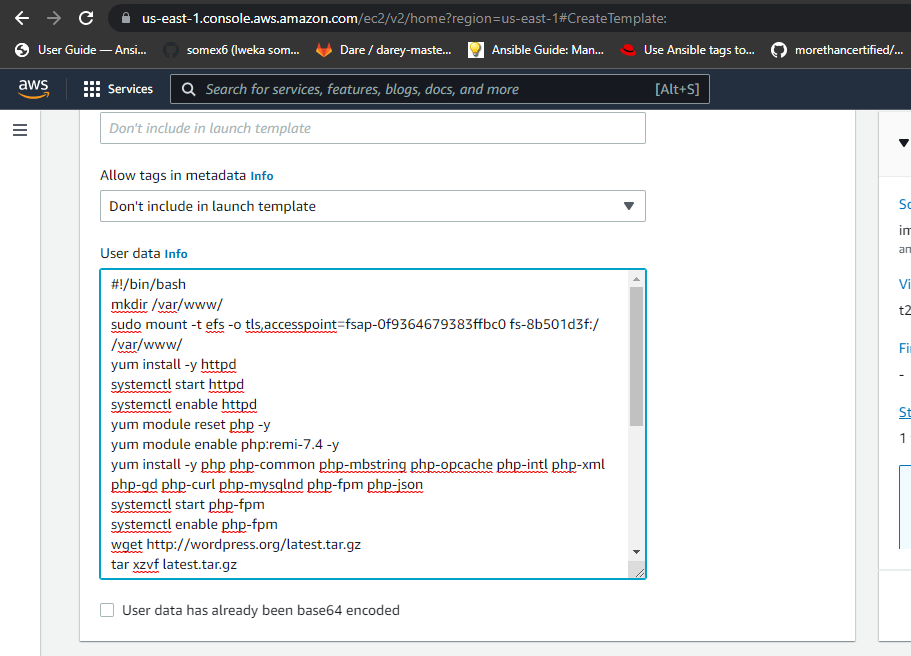 us-east-1.console.aws.amazon.com/ec2/v2/home?region=us-east-1#CreateTemplate:
User Guide — Ansi... somex6 (lweka som... Dare / darey-maste... Ansible Guide: Man... Use Ansible tags to... morethancertified/...
aws Services Search for services, features, blogs, docs, and more [Alt+S]
Don't include in launch template
Allow tags in metadata Info
Don't include in launch template
User data Info
#!/bin/bash
mkdir /var/www/
sudo mount -t efs -o tls,accesspoint=fsap-0f9364679383ffbc0 fs-8b501d3f:/
/var/www/
yum install -y httpd
systemctl start httpd
systemctl enable httpd
yum module reset php -y
yum module enable php:remi-7.4 -y
yum install -y php php-common php-mbstring php-opcache php-intl php-xml
php-gd php-curl php-mysqlnd php-fpm php-json
systemctl start php-fpm
systemctl enable php-fpm
wget http://wordpress.org/latest.tar.gz
tar xzvf latest.tar.gz
User data has already been base64 encoded
So
im
an
Vi
t2
Fi
-
St
1